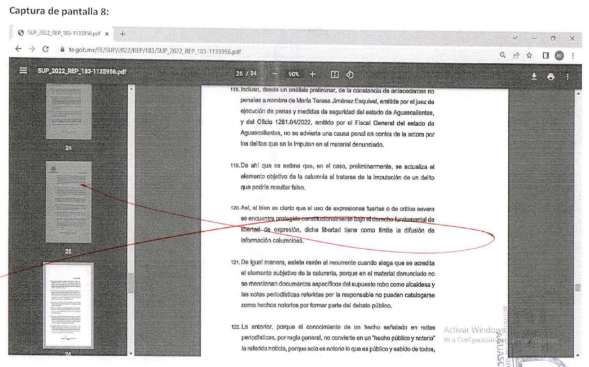 Captura de pantalla 8:
SUP_2022_REP_183-1135956.pdf
te.gob.mx/EE/SUP/2022/REP/183/SUP_2022_REP_183-1135956.pdf
SUP_2022_REP_183-1135956.pdf
25 / 34 - 90% +
24
25
26
118. Incluso, desde un análisis preliminar, de la constancia de antecedentes no
penales a nombre de María Teresa Jiménez Esquivel, emitida por el juez de
ejecución de penas y medidas de seguridad del estado de Aguascalientes,
y del Oficio 1261.04/2022, emitido por el Fiscal General del estado de
Aguascalientes, no se advierte una causa penal en contra de la actora por
los delitos que se le imputan en el material denunciado.
119. De ahí que se estima que, en el caso, preliminarmente, se actualiza el
elemento objetivo de la calumnia al tratarse de la imputación de un delito
que podría resultar falso.
120. Así, si bien es cierto que el uso de expresiones fuertes o de crítica severa
se encuentra protegida constitucionalmente bajo el derecho fundamental de
libertad de expresión, dicha libertad tiene como límite la difusión de
información calumniosa.
121. De igual manera, asiste razón al recurrente cuando alega que se acredita
el elemento subjetivo de la calumnia, porque en el material denunciado no
se mencionan documentos específicos del supuesto robo como alcaldesa y
las notas periodísticas referidas por la responsable no pueden catalogarse
como hechos notorios por formar parte del debate público.
122. Lo anterior, porque el conocimiento de un hecho señalado en notas
periodísticas, por regla general, no convierte en un "hecho público y notorio"
la referida noticia, porque solo es notorio lo que es público y sabido de todos,
Activar Windows